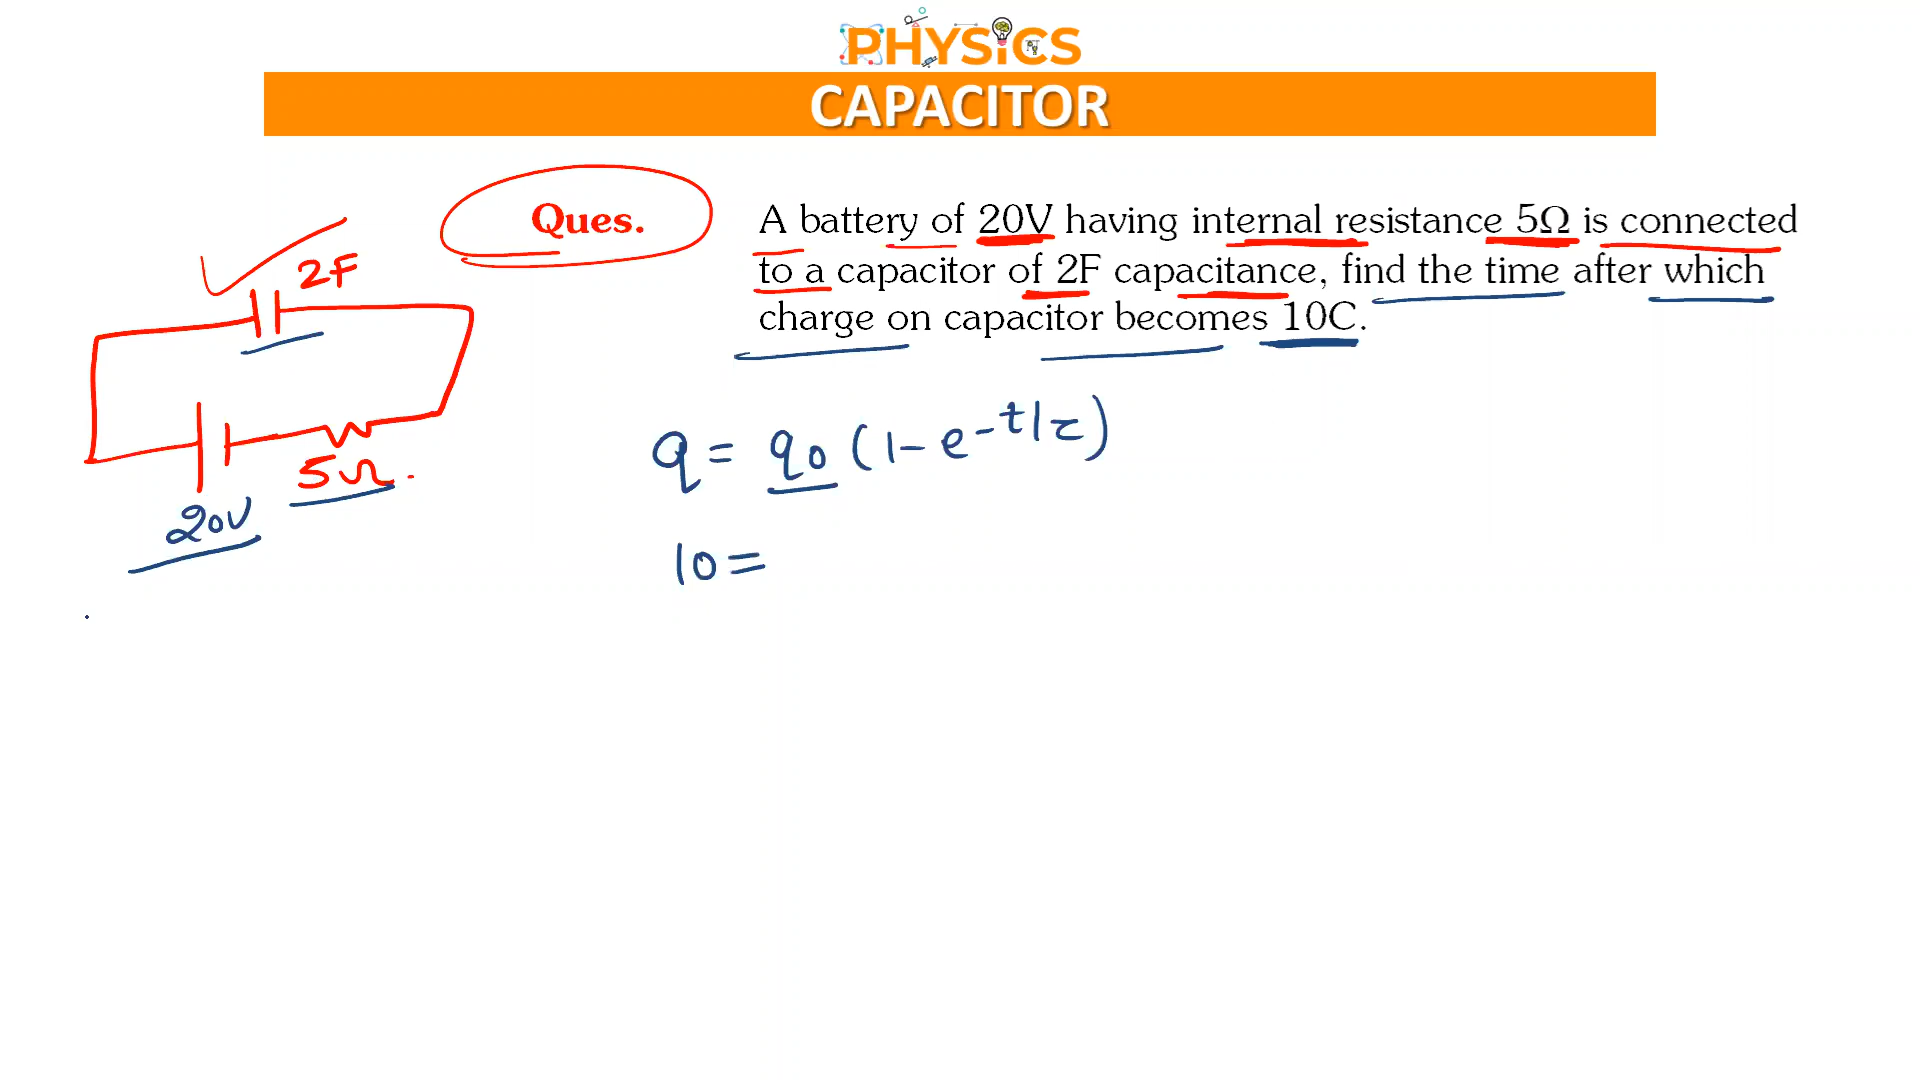 PHYSICS
CAPACITOR
Ques.
A battery of 20V having internal resistance 5Ω is connected
to a capacitor of 2F capacitance, find the time after which
charge on capacitor becomes 10C.
2F
5Ω.
20V
q = q0 (1 - e^-t/τ)
10 =